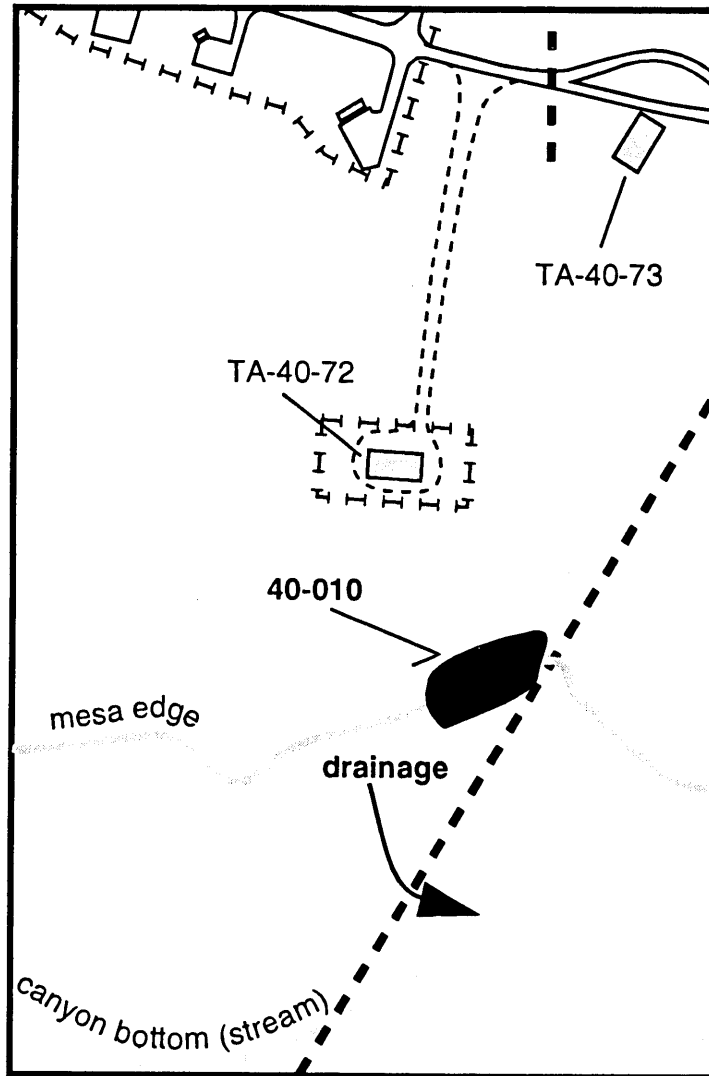 TA-40-73
TA-40-72
40-010
mesa edge
drainage
canyon bottom (stream)